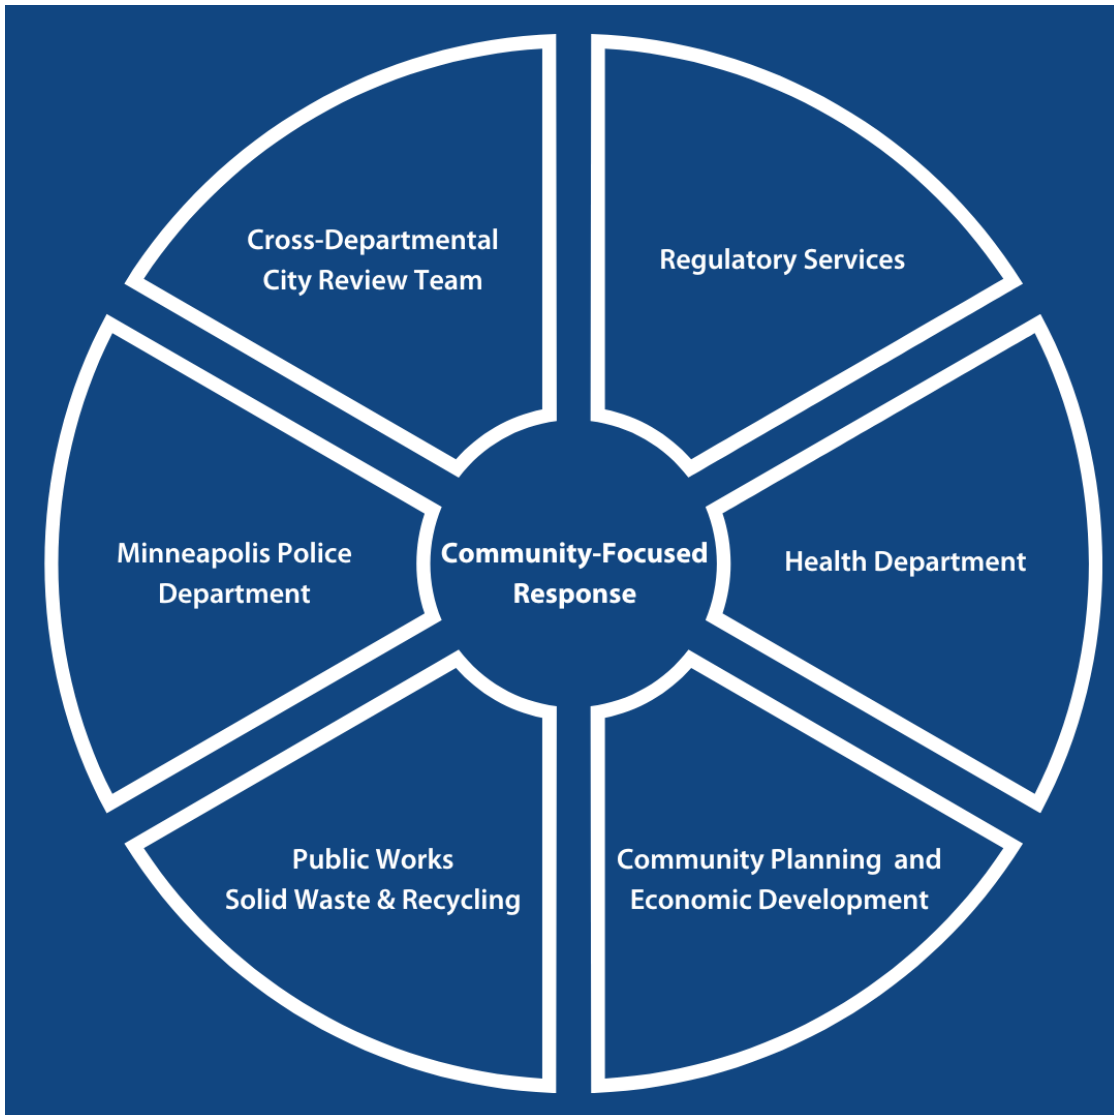 Cross-Departmental
City Review Team
Regulatory Services
Minneapolis Police
Department
Community-Focused
Response
Health Department
Public Works
Solid Waste & Recycling
Community Planning and
Economic Development